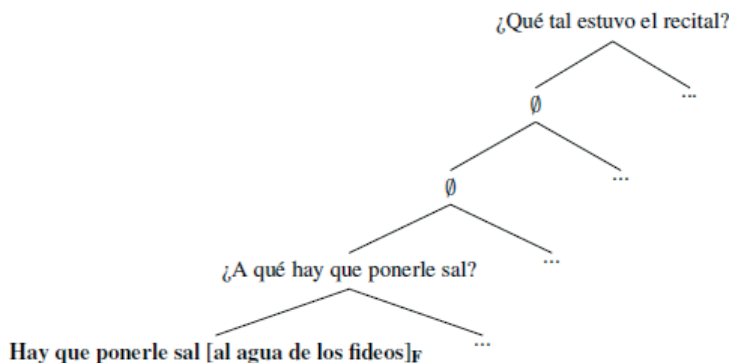 ¿Qué tal estuvo el recital?
∅ ...
∅ ...
¿A qué hay que ponerle sal? ...
Hay que ponerle sal [al agua de los fideos]F ...